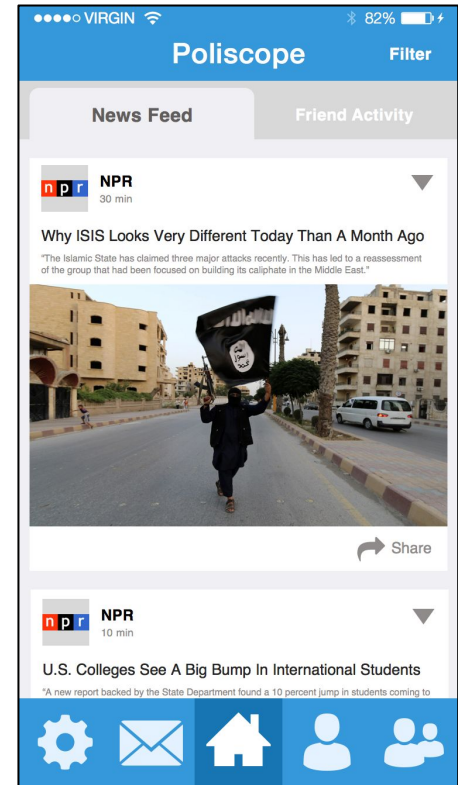 VIRGIN 82%
Poliscope Filter
News Feed Friend Activity
npr NPR
30 min
Why ISIS Looks Very Different Today Than A Month Ago
"The Islamic State has claimed three major attacks recently. This has led to a reassessment
of the group that had been focused on building its caliphate in the Middle East."
Share
npr NPR
10 min
U.S. Colleges See A Big Bump In International Students
"A new report backed by the State Department found a 10 percent jump in students coming to